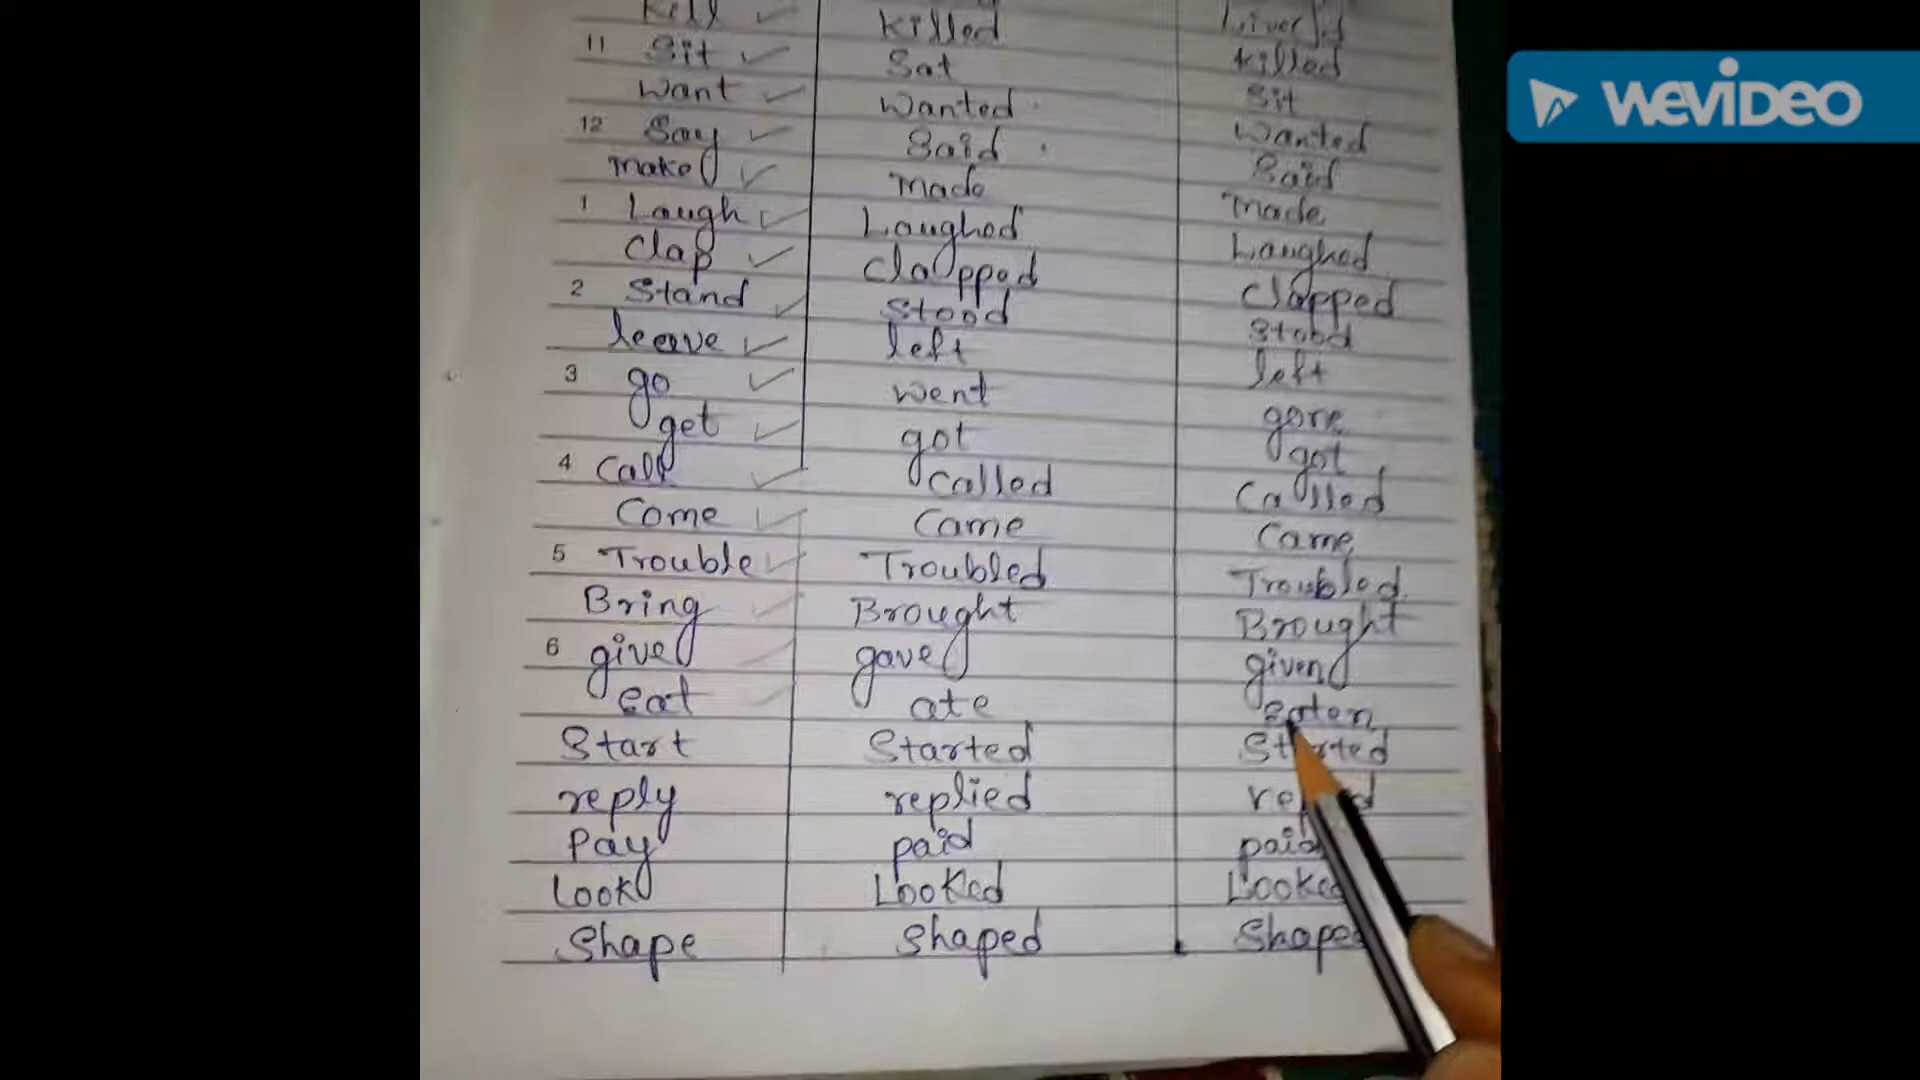 Kill killed
11 Sit Sat killed
Want Wanted Sit
12 Say Said Wanted
make made Said
1 Laugh Laughed made
Clap Clapped Laughed
2 Stand Stood Clapped
leave left Stood
3 go went left
get got gone
4 Call Called got
Come Came Called
5 Trouble Troubled Came
Bring Brought Troubled
6 give gave Brought
eat ate given
Start Started eaten
reply replied Started
Pay paid
Look Looked paid
Shape Shaped Looked
WEVIDEO